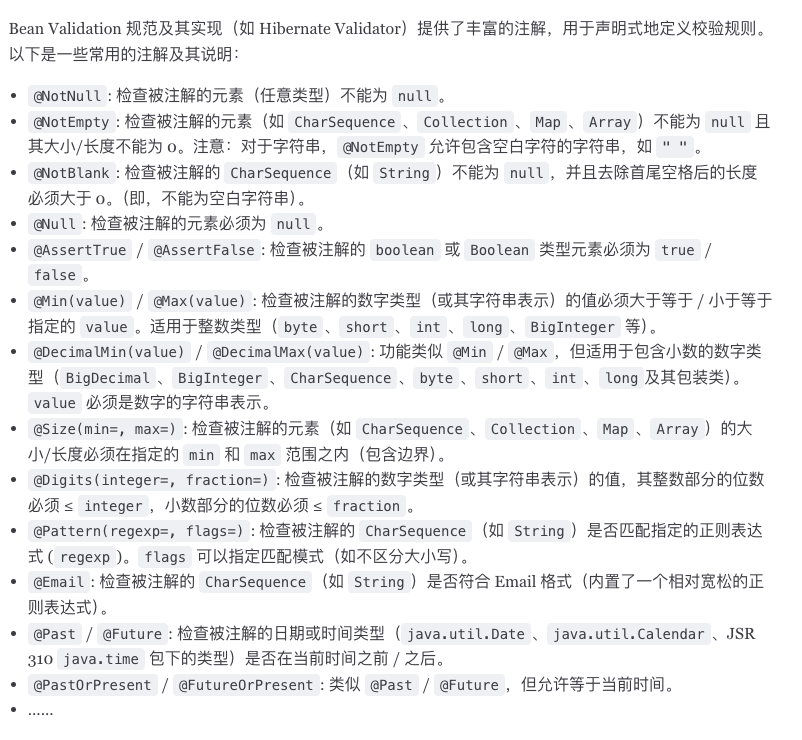 Bean Validation 规范及其实现（如 Hibernate Validator）提供了丰富的注解，用于声明式地定义校验规则。
以下是一些常用的注解及其说明：
• @NotNull: 检查被注解的元素（任意类型）不能为 null 。
• @NotEmpty: 检查被注解的元素（如 CharSequence、Collection、Map、Array）不能为 null 且
其大小/长度不能为 0。注意：对于字符串，@NotEmpty 允许包含空白字符的字符串，如 " " 。
• @NotBlank: 检查被注解的 CharSequence（如 String）不能为 null，并且去除首尾空格后的长度
必须大于 0。(即，不能为空白字符串）。
• @Null: 检查被注解的元素必须为 null 。
• @AssertTrue / @AssertFalse: 检查被注解的 boolean 或 Boolean 类型元素必须为 true /
false 。
• @Min(value) / @Max(value): 检查被注解的数字类型（或其字符串表示）的值必须大于等于 / 小于等于
指定的 value 。适用于整数类型（byte、short、int、long、BigInteger 等）。
• @DecimalMin(value) / @DecimalMax(value): 功能类似 @Min / @Max，但适用于包含小数的数字类
型（BigDecimal、BigInteger、CharSequence、byte、short、int、long及其包装类）。
value 必须是数字的字符串表示。
• @Size(min=, max=): 检查被注解的元素（如 CharSequence、Collection、Map、Array）的大
小/长度必须在指定的 min 和 max 范围之内（包含边界）。
• @Digits(integer=, fraction=): 检查被注解的数字类型（或其字符串表示）的值，其整数部分的位数
必须 ≤ integer，小数部分的位数必须 ≤ fraction 。
• @Pattern(regexp=, flags=): 检查被注解的 CharSequence（如 String）是否匹配指定的正则表达
式 ( regexp )。flags 可以指定匹配模式（如不区分大小写）。
• @Email: 检查被注解的 CharSequence（如 String）是否符合 Email 格式（内置了一个相对宽松的正
则表达式）。
• @Past / @Future: 检查被注解的日期或时间类型（java.util.Date、java.util.Calendar、JSR
310 java.time 包下的类型）是否在当前时间之前 / 之后。
• @PastOrPresent / @FutureOrPresent: 类似 @Past / @Future，但允许等于当前时间。
• ……